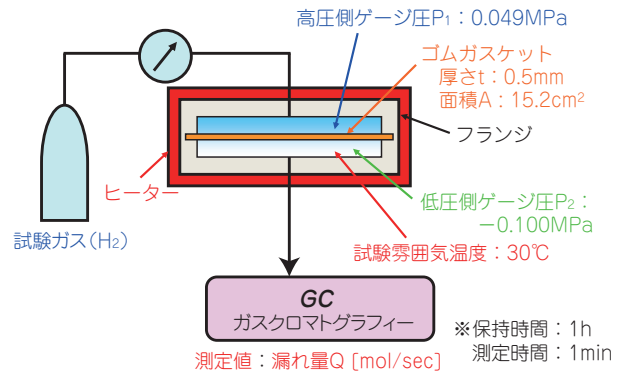 高圧側ゲージ圧P₁：0.049MPa
ゴムガスケット
厚さt：0.5mm
面積A：15.2cm²
フランジ
ヒーター
低圧側ゲージ圧P₂：
－0.100MPa
試験ガス(H₂)
試験雰囲気温度：30℃
GC
ガスクロマトグラフィー
※保持時間：1h
測定時間：1min
測定値：漏れ量Q [mol/sec]